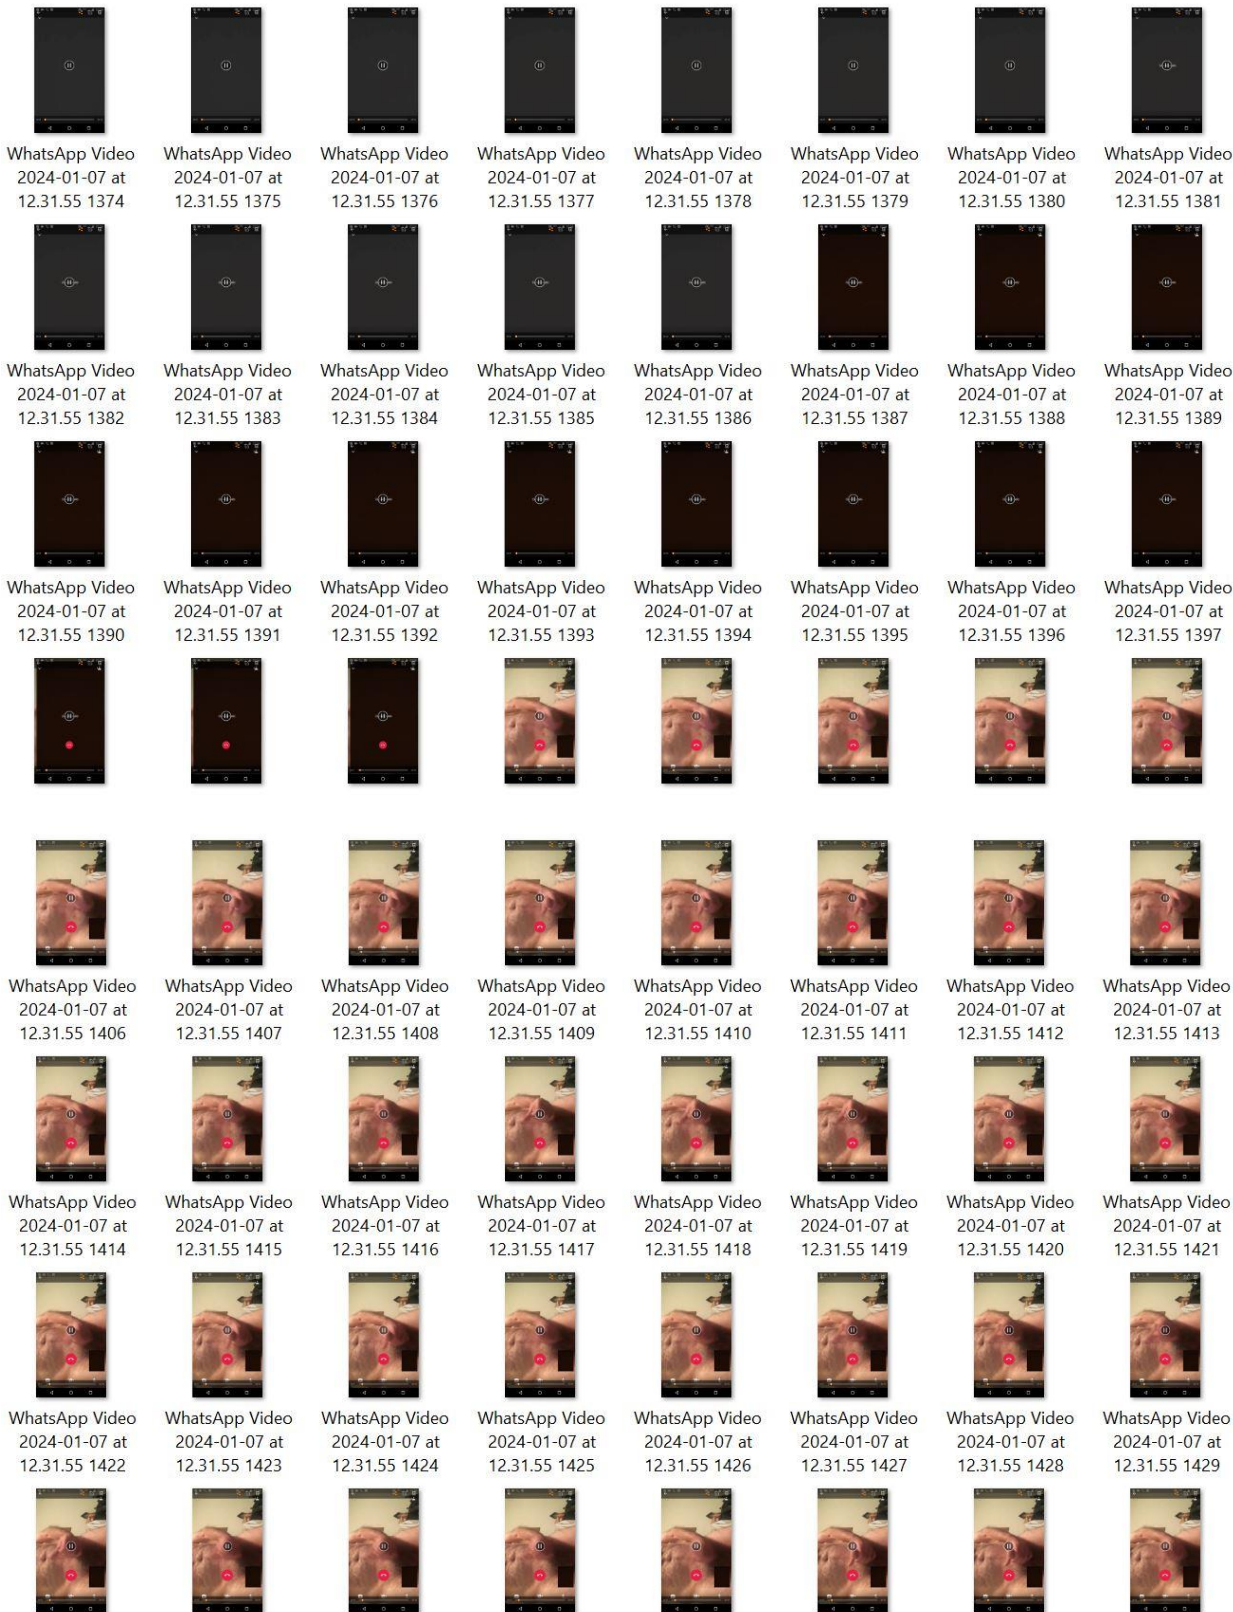 WhatsApp Video WhatsApp Video WhatsApp Video WhatsApp Video WhatsApp Video WhatsApp Video WhatsApp Video WhatsApp Video
2024-01-07 at 2024-01-07 at 2024-01-07 at 2024-01-07 at 2024-01-07 at 2024-01-07 at 2024-01-07 at 2024-01-07 at
12.31.55 1374 12.31.55 1375 12.31.55 1376 12.31.55 1377 12.31.55 1378 12.31.55 1379 12.31.55 1380 12.31.55 1381
WhatsApp Video WhatsApp Video WhatsApp Video WhatsApp Video WhatsApp Video WhatsApp Video WhatsApp Video WhatsApp Video
2024-01-07 at 2024-01-07 at 2024-01-07 at 2024-01-07 at 2024-01-07 at 2024-01-07 at 2024-01-07 at 2024-01-07 at
12.31.55 1382 12.31.55 1383 12.31.55 1384 12.31.55 1385 12.31.55 1386 12.31.55 1387 12.31.55 1388 12.31.55 1389
WhatsApp Video WhatsApp Video WhatsApp Video WhatsApp Video WhatsApp Video WhatsApp Video WhatsApp Video WhatsApp Video
2024-01-07 at 2024-01-07 at 2024-01-07 at 2024-01-07 at 2024-01-07 at 2024-01-07 at 2024-01-07 at 2024-01-07 at
12.31.55 1390 12.31.55 1391 12.31.55 1392 12.31.55 1393 12.31.55 1394 12.31.55 1395 12.31.55 1396 12.31.55 1397
WhatsApp Video WhatsApp Video WhatsApp Video WhatsApp Video WhatsApp Video WhatsApp Video WhatsApp Video WhatsApp Video
2024-01-07 at 2024-01-07 at 2024-01-07 at 2024-01-07 at 2024-01-07 at 2024-01-07 at 2024-01-07 at 2024-01-07 at
12.31.55 1406 12.31.55 1407 12.31.55 1408 12.31.55 1409 12.31.55 1410 12.31.55 1411 12.31.55 1412 12.31.55 1413
WhatsApp Video WhatsApp Video WhatsApp Video WhatsApp Video WhatsApp Video WhatsApp Video WhatsApp Video WhatsApp Video
2024-01-07 at 2024-01-07 at 2024-01-07 at 2024-01-07 at 2024-01-07 at 2024-01-07 at 2024-01-07 at 2024-01-07 at
12.31.55 1414 12.31.55 1415 12.31.55 1416 12.31.55 1417 12.31.55 1418 12.31.55 1419 12.31.55 1420 12.31.55 1421
WhatsApp Video WhatsApp Video WhatsApp Video WhatsApp Video WhatsApp Video WhatsApp Video WhatsApp Video WhatsApp Video
2024-01-07 at 2024-01-07 at 2024-01-07 at 2024-01-07 at 2024-01-07 at 2024-01-07 at 2024-01-07 at 2024-01-07 at
12.31.55 1422 12.31.55 1423 12.31.55 1424 12.31.55 1425 12.31.55 1426 12.31.55 1427 12.31.55 1428 12.31.55 1429